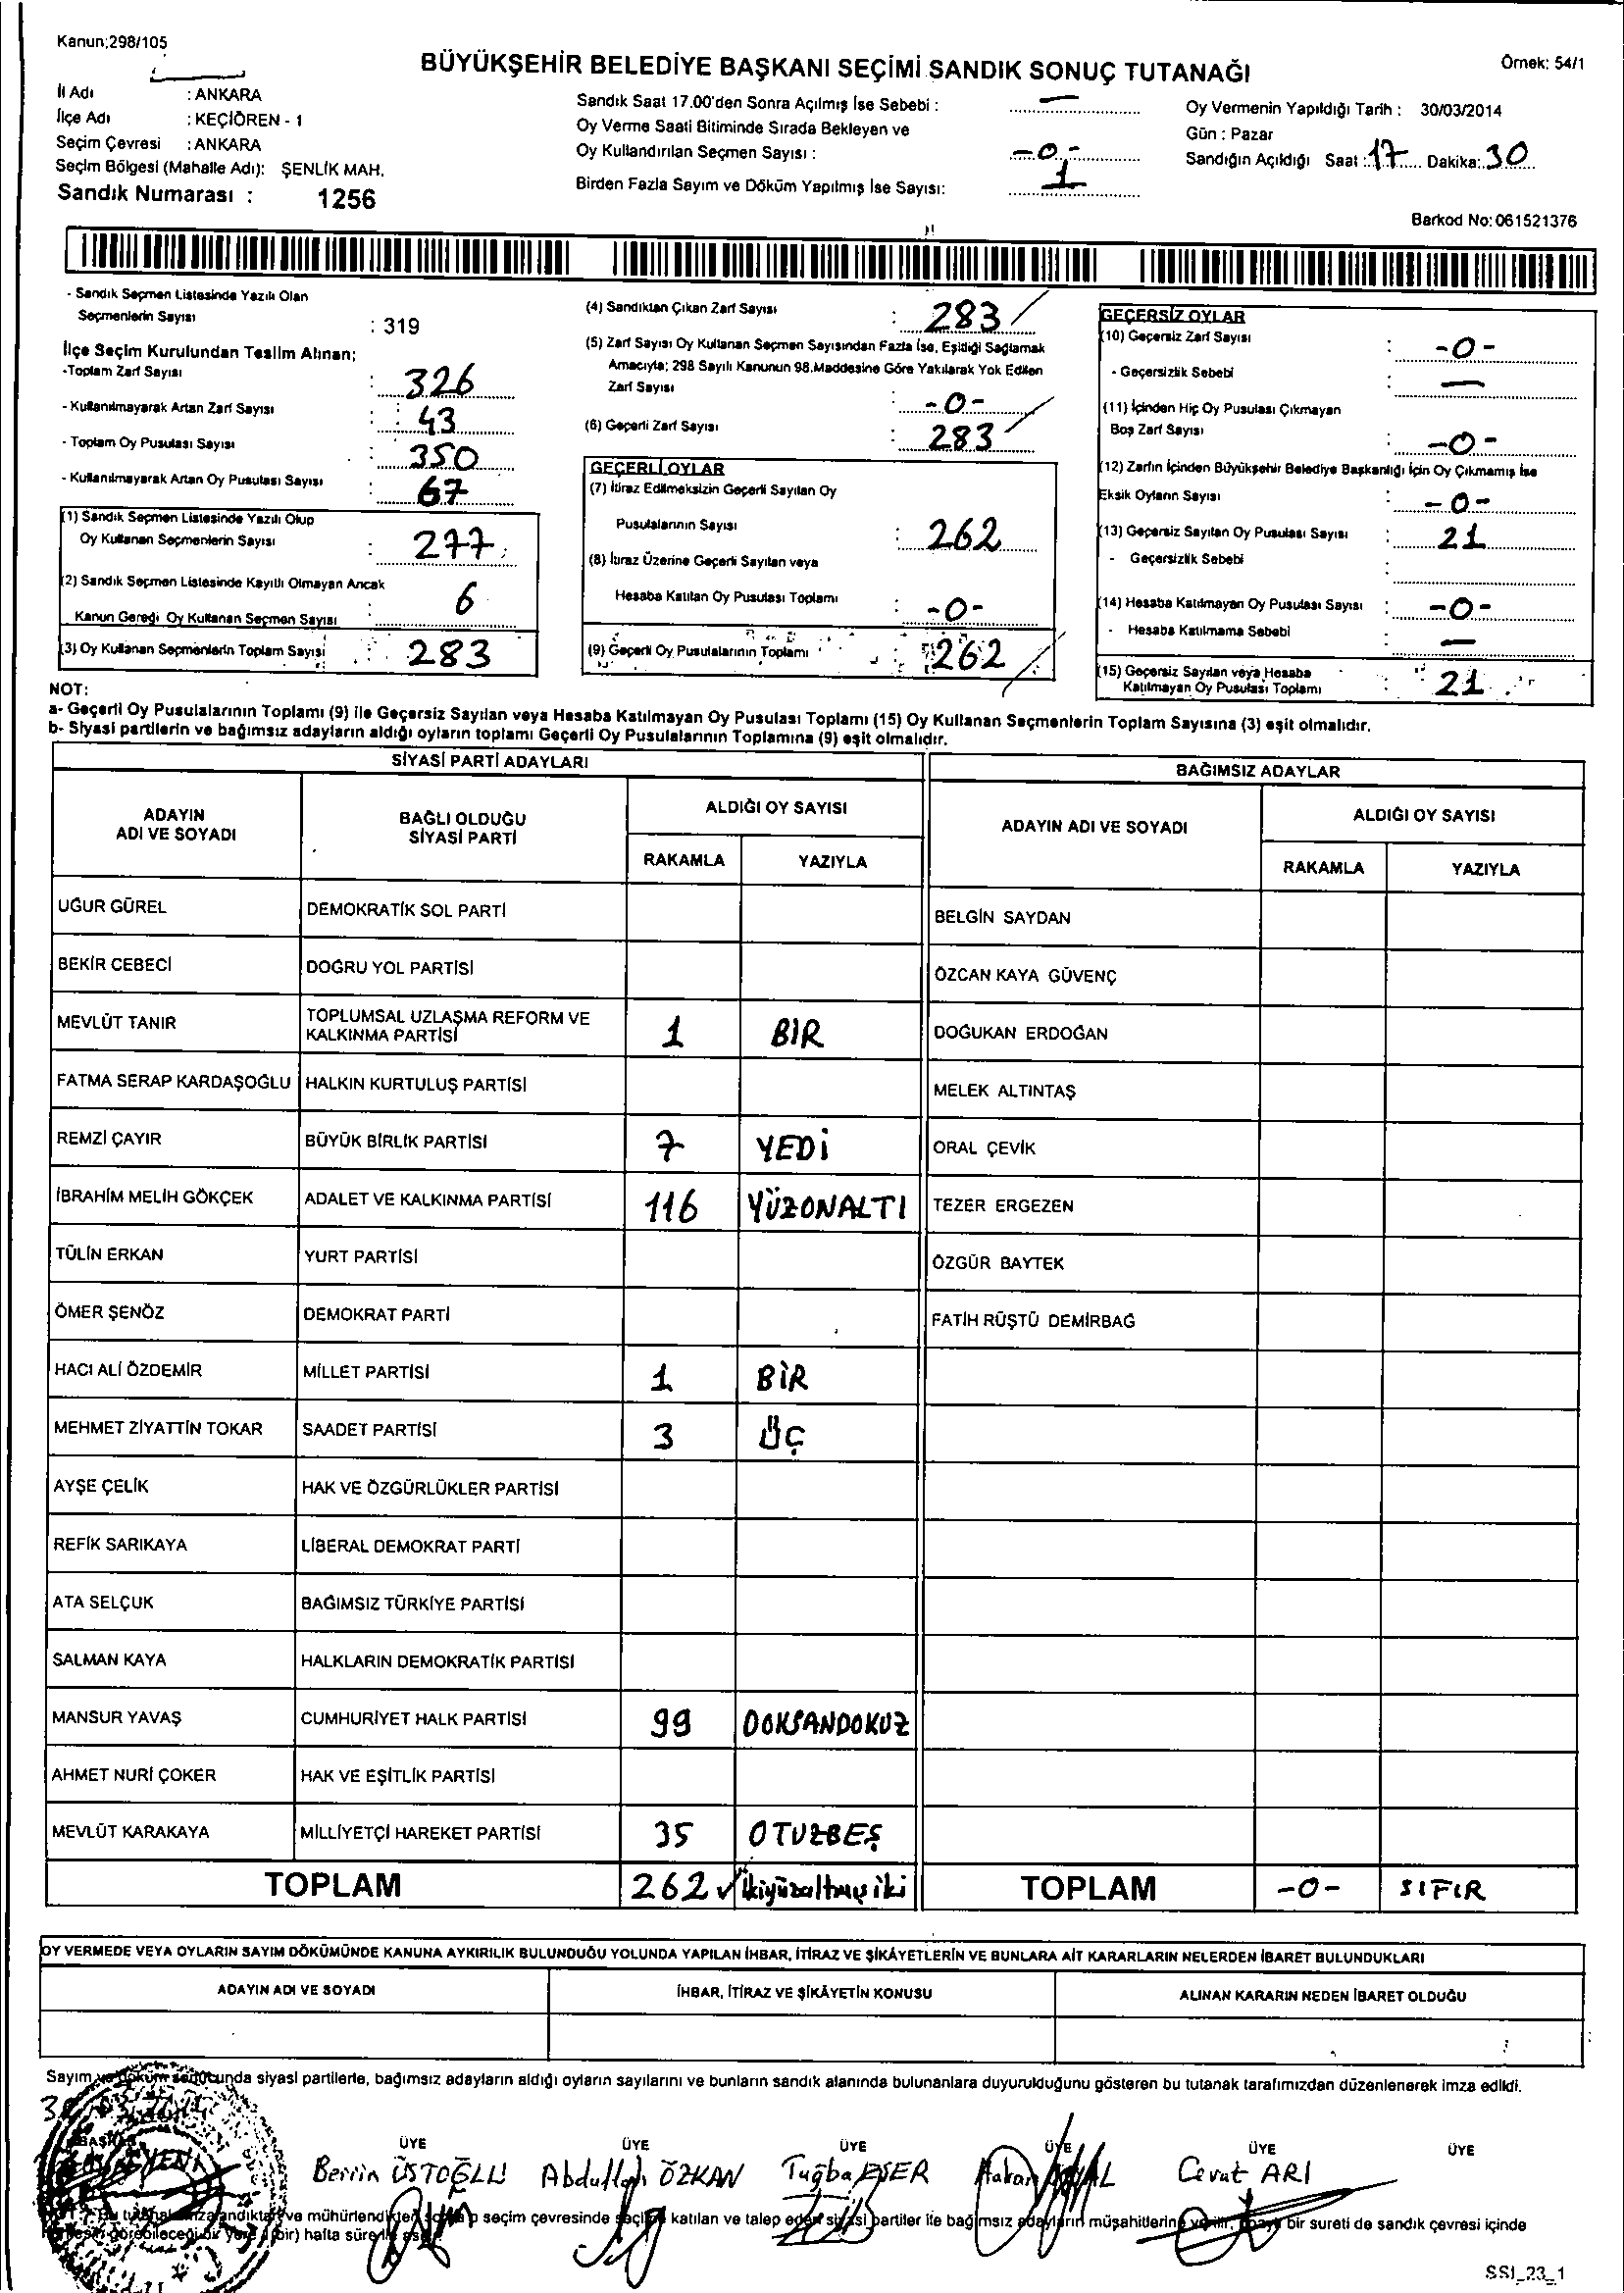 Kanun;298/105
BÜYÜKŞEHİR BELEDİYE BAŞKANI SEÇİMİ SANDIK SONUÇ TUTANAĞI
Örnek: 54/1
İl Adı : ANKARA
İlçe Adı : KEÇİÖREN - 1
Seçim Çevresi : ANKARA
Seçim Bölgesi (Mahalle Adı): ŞENLİK MAH.
Sandık Numarası : 1256
Sandık Saat 17.00'den Sonra Açılmış İse Sebebi : —
Oy Verme Saati Bitiminde Sırada Bekleyen ve
Oy Kullandırılan Seçmen Sayısı : -0-
Birden Fazla Sayım ve Döküm Yapılmış İse Sayısı: 1
Oy Vermenin Yapıldığı Tarih : 30/03/2014
Gün : Pazar
Sandığın Açıldığı Saat : 17 Dakika: 30
Barkod No: 061521376
- Sandık Seçmen Listesinde Yazılı Olan
Seçmenlerin Sayısı : 319
İlçe Seçim Kurulundan Teslim Alınan;
-Toplam Zarf Sayısı : 326
- Kullanılmayarak Artan Zarf Sayısı : 43
- Toplam Oy Pusulası Sayısı : 350
- Kullanılmayarak Artan Oy Pusulası Sayısı : 67
(1) Sandık Seçmen Listesinde Yazılı Olup
Oy Kullanan Seçmenlerin Sayısı : 277
(2) Sandık Seçmen Listesinde Kayıtlı Olmayan Ancak
Kanun Gereği Oy Kullanan Seçmen Sayısı : 6
(3) Oy Kullanan Seçmenlerin Toplam Sayısı : 283
(4) Sandıktan Çıkan Zarf Sayısı : 283
(5) Zarf Sayısı Oy Kullanan Seçmen Sayısından Fazla İse, Eşitliği Sağlamak
Amacıyla; 298 Sayılı Kanunun 98.Maddesine Göre Yakılarak Yok Edilen
Zarf Sayısı : -0-
(6) Geçerli Zarf Sayısı : 283
GEÇERLİ OYLAR
(7) İtiraz Edilmeksizin Geçerli Sayılan Oy
Pusulalarının Sayısı : 262
(8) İtiraz Üzerine Geçerli Sayılan veya
Hesaba Katılan Oy Pusulası Toplamı : -0-
(9) Geçerli Oy Pusulalarının Toplamı : 262
GEÇERSİZ OYLAR
(10) Geçersiz Zarf Sayısı : -0-
- Geçersizlik Sebebi : —
(11) İçinden Hiç Oy Pusulası Çıkmayan
Boş Zarf Sayısı : -0-
(12) Zarfın İçinden Büyükşehir Belediye Başkanlığı İçin Oy Çıkmamış İse
Eksik Oyların Sayısı : -0-
(13) Geçersiz Sayılan Oy Pusulası Sayısı : 21
- Geçersizlik Sebebi :
(14) Hesaba Katılmayan Oy Pusulası Sayısı : -0-
- Hesaba Katılmama Sebebi : —
(15) Geçersiz Sayılan veya Hesaba
Katılmayan Oy Pusulası Toplamı : 21
NOT:
a- Geçerli Oy Pusulalarının Toplamı (9) ile Geçersiz Sayılan veya Hesaba Katılmayan Oy Pusulası Toplamı (15) Oy Kullanan Seçmenlerin Toplam Sayısına (3) eşit olmalıdır.
b- Siyasi partilerin ve bağımsız adayların aldığı oyların toplamı Geçerli Oy Pusulalarının Toplamına (9) eşit olmalıdır.
SİYASİ PARTİ ADAYLARI
ADAYIN ADI VE SOYADI
BAĞLI OLDUĞU SİYASİ PARTİ
ALDIĞI OY SAYISI
RAKAMLA YAZIYLA
UĞUR GÜREL DEMOKRATİK SOL PARTİ
BEKİR CEBECİ DOĞRU YOL PARTİSİ
MEVLÜT TANIR TOPLUMSAL UZLAŞMA REFORM VE KALKINMA PARTİSİ 1 BİR
FATMA SERAP KARDAŞOĞLU HALKIN KURTULUŞ PARTİSİ
REMZİ ÇAYIR BÜYÜK BİRLİK PARTİSİ 7 YEDİ
İBRAHİM MELİH GÖKÇEK ADALET VE KALKINMA PARTİSİ 116 YÜZONALTI
TÜLİN ERKAN YURT PARTİSİ
ÖMER ŞENÖZ DEMOKRAT PARTİ
HACI ALİ ÖZDEMİR MİLLET PARTİSİ 1 BİR
MEHMET ZİYATTİN TOKAR SAADET PARTİSİ 3 ÜÇ
AYŞE ÇELİK HAK VE ÖZGÜRLÜKLER PARTİSİ
REFİK SARIKAYA LİBERAL DEMOKRAT PARTİ
ATA SELÇUK BAĞIMSIZ TÜRKİYE PARTİSİ
SALMAN KAYA HALKLARIN DEMOKRATİK PARTİSİ
MANSUR YAVAŞ CUMHURİYET HALK PARTİSİ 99 DOKSANDOKUZ
AHMET NURİ ÇOKER HAK VE EŞİTLİK PARTİSİ
MEVLÜT KARAKAYA MİLLİYETÇİ HAREKET PARTİSİ 35 OTUZBEŞ
TOPLAM 262 ikiyüzaltmışiki
BAĞIMSIZ ADAYLAR
ADAYIN ADI VE SOYADI
ALDIĞI OY SAYISI
RAKAMLA YAZIYLA
BELGİN SAYDAN
ÖZCAN KAYA GÜVENÇ
DOĞUKAN ERDOĞAN
MELEK ALTINTAŞ
ORAL ÇEVİK
TEZER ERGEZEN
ÖZGÜR BAYTEK
FATİH RÜŞTÜ DEMİRBAĞ
TOPLAM -0- SIFIR
OY VERMEDE VEYA OYLARIN SAYIM DÖKÜMÜNDE KANUNA AYKIRILIK BULUNDUĞU YOLUNDA YAPILAN İHBAR, İTİRAZ VE ŞİKÂYETLERİN VE BUNLARA AİT KARARLARIN NELERDEN İBARET BULUNDUKLARI
ADAYIN ADI VE SOYADI
İHBAR, İTİRAZ VE ŞİKÂYETİN KONUSU
ALINAN KARARIN NEDEN İBARET OLDUĞU
Sayım ve döküm sonucunda siyasi partilerle, bağımsız adayların aldığı oyların sayılarını ve bunların sandık alanında bulunanlara duyurulduğunu gösteren bu tutanak tarafımızdan düzenlenerek imza edildi.
BAŞKAN ÜYE ÜYE ÜYE ÜYE ÜYE ÜYE
Berrin ÜSTOĞLU Abdullah ÖZKAN Tuğba ESER Hakan Cevat ARI
Bu tutanak imzalandıktan ve mühürlendikten sonra o seçim çevresinde seçime katılan ve talep eden siyasi partiler ile bağımsız adayların müşahitlerine verilir, onaylı bir sureti de sandık çevresi içinde
herkesin görebileceği bir yere (bir) hafta süreyle asılır.
SSI_23_1